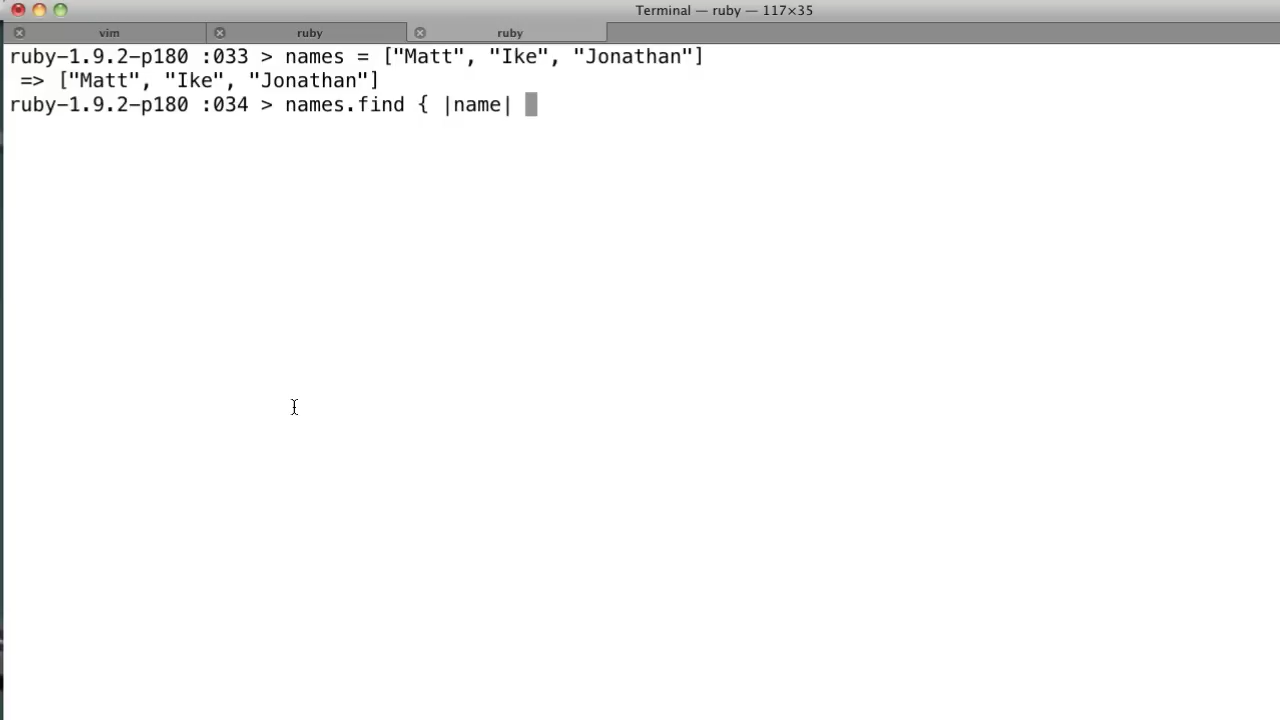 Terminal — ruby — 117×35
vim ruby ruby
ruby-1.9.2-p180 :033 > names = ["Matt", "Ike", "Jonathan"]
 => ["Matt", "Ike", "Jonathan"]
ruby-1.9.2-p180 :034 > names.find { |name|